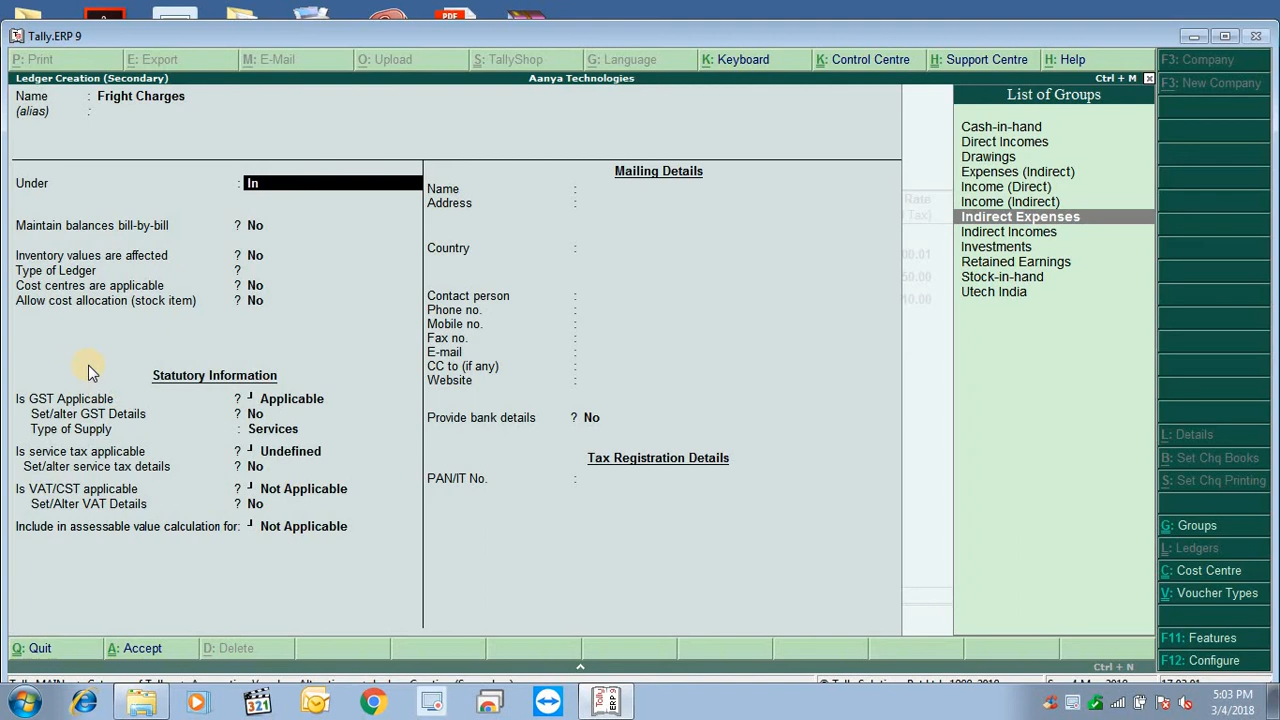 PDF
Tally.ERP 9
P: Print E: Export M: E-Mail O: Upload S: TallyShop G: Language K: Keyboard K: Control Centre H: Support Centre H: Help
F3: Company
F3: New Company
Ledger Creation (Secondary) Aanya Technologies Ctrl + M
Name : Fright Charges
(alias) :
Under : In
Maintain balances bill-by-bill ? No
Inventory values are affected ? No
Type of Ledger ?
Cost centres are applicable ? No
Allow cost allocation (stock item) ? No
Statutory Information
Is GST Applicable ? Applicable
Set/alter GST Details ? No
Type of Supply : Services
Is service tax applicable ? Undefined
Set/alter service tax details ? No
Is VAT/CST applicable ? Not Applicable
Set/Alter VAT Details ? No
Include in assessable value calculation for: Not Applicable
Mailing Details
Name :
Address :
Country :
Contact person :
Phone no. :
Mobile no. :
Fax no. :
E-mail :
CC to (if any) :
Website :
Provide bank details ? No
Tax Registration Details
PAN/IT No. :
Rate
Tax)
00.01
50.00
10.00
List of Groups
Cash-in-hand
Direct Incomes
Drawings
Expenses (Indirect)
Income (Direct)
Income (Indirect)
Indirect Expenses
Indirect Incomes
Investments
Retained Earnings
Stock-in-hand
Utech India
L: Details
B: Set Chq Books
S: Set Chq Printing
G: Groups
L: Ledgers
C: Cost Centre
V: Voucher Types
F11: Features
F12: Configure
Q: Quit A: Accept D: Delete
Ctrl + N
5:03 PM
3/4/2018